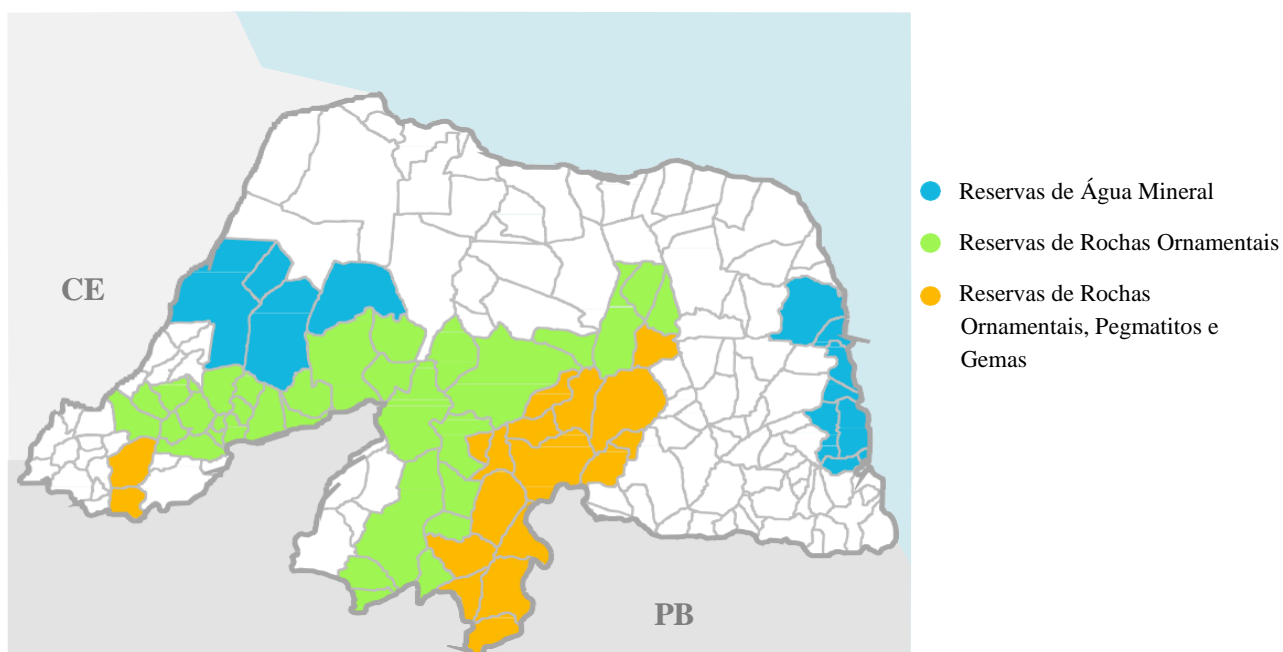 CE
PB
Reservas de Água Mineral
Reservas de Rochas Ornamentais
Reservas de Rochas
Ornamentais, Pegmatitos e
Gemas